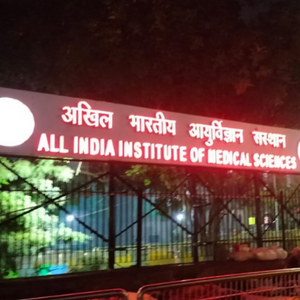 अखिल भारतीय आयुर्विज्ञान संस्थान
ALL INDIA INSTITUTE OF MEDICAL SCIENCES